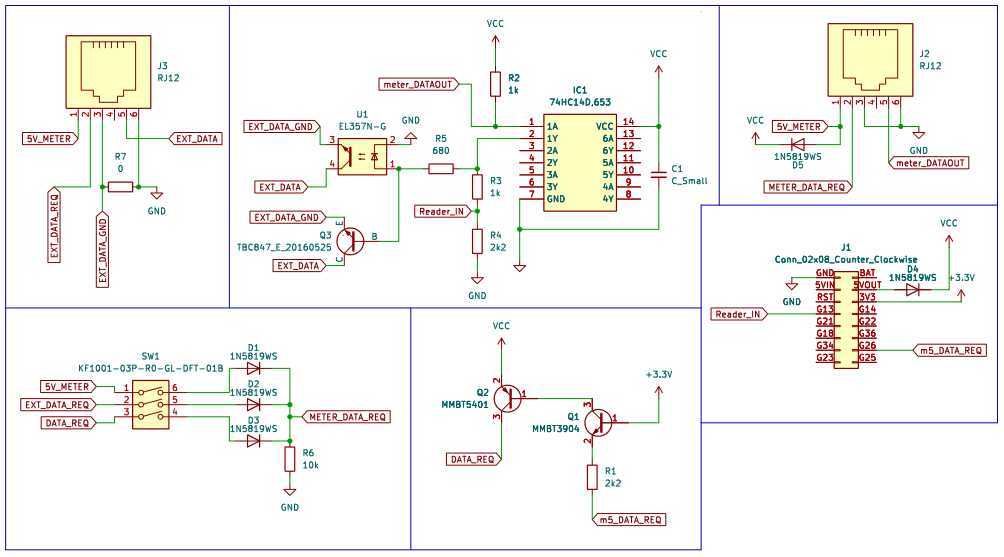 J3
RJ12
1
2
3
4
5
6
5V_METER
EXT_DATA
R7
0
GND
EXT_DATA_REQ
EXT_DATA_GND
VCC
R2
1k
meter_DATAOUT
U1
EL357N-G
EXT_DATA_GND
3
4
2
1
GND
EXT_DATA
R5
680
R3
1k
Reader_IN
R4
2k2
GND
EXT_DATA_GND
E
Q3
TBC847_E_20160525
B
C
EXT_DATA
IC1
74HC14D,653
1 1A VCC 14
2 1Y 6A 13
3 2A 6Y 12
4 2Y 5A 11
5 3A 5Y 10
6 3Y 4A 9
7 GND 4Y 8
VCC
C1
C_Small
J2
RJ12
1
2
3
4
5
6
VCC
5V_METER
1N5819WS
D5
GND
meter_DATAOUT
METER_DATA_REQ
VCC
J1
Conn_02x08_Counter_Clockwise
D4
1N5819WS
+3.3V
GND BAT
5VIN 5VOUT
RST 3V3
G13 G14
G21 G22
G18 G36
G34 G26
G23 G25
GND
Reader_IN
m5_DATA_REQ
SW1
KF1001-03P-R0-GL-DFT-01B
5V_METER
EXT_DATA_REQ
DATA_REQ
1
2
3
6
5
4
D1
1N5819WS
D2
1N5819WS
D3
1N5819WS
METER_DATA_REQ
R6
10k
GND
VCC
2
1
3
Q2
MMBT5401
DATA_REQ
Q1
MMBT3904
3
1
2
+3.3V
R1
2k2
m5_DATA_REQ